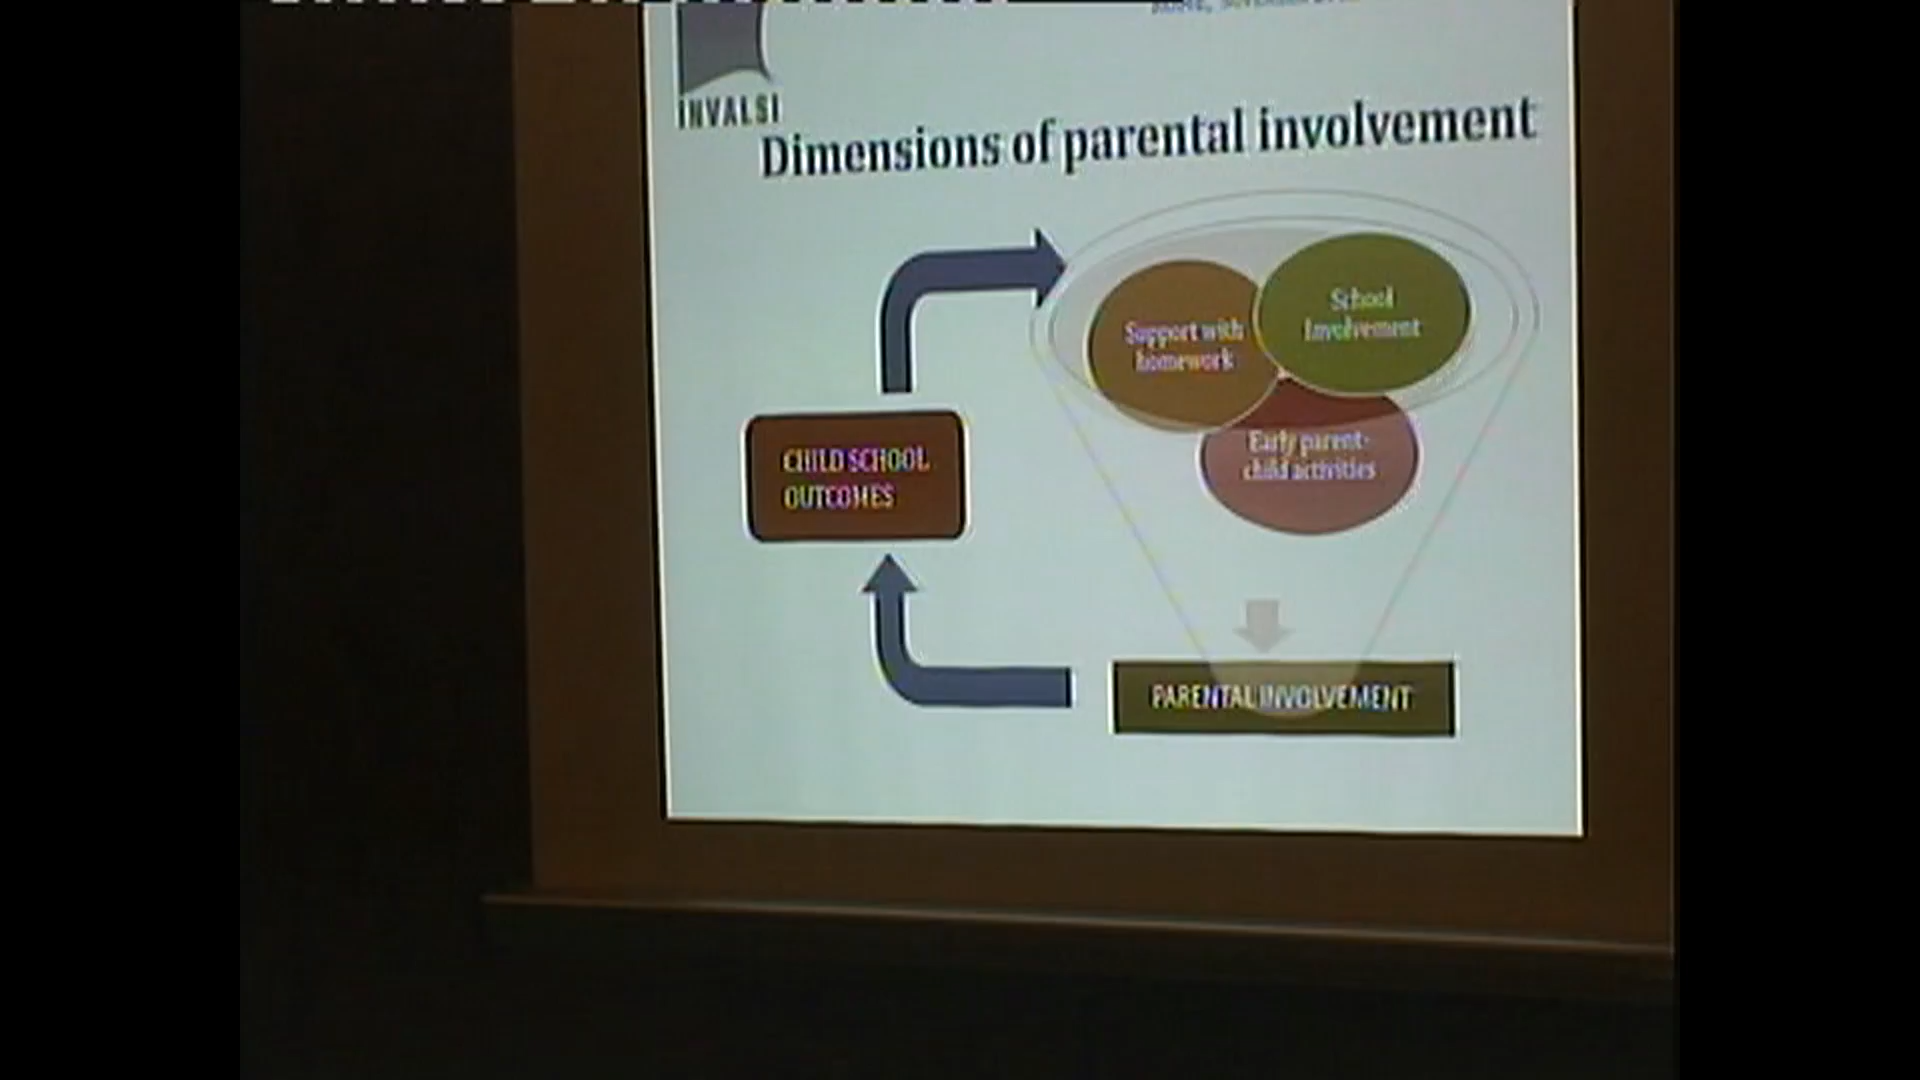 INVALSI
Dimensions of parental involvement
School
Involvement
Support with
homework
Early parent-
child activities
CHILD SCHOOL
OUTCOMES
PARENTAL INVOLVEMENT